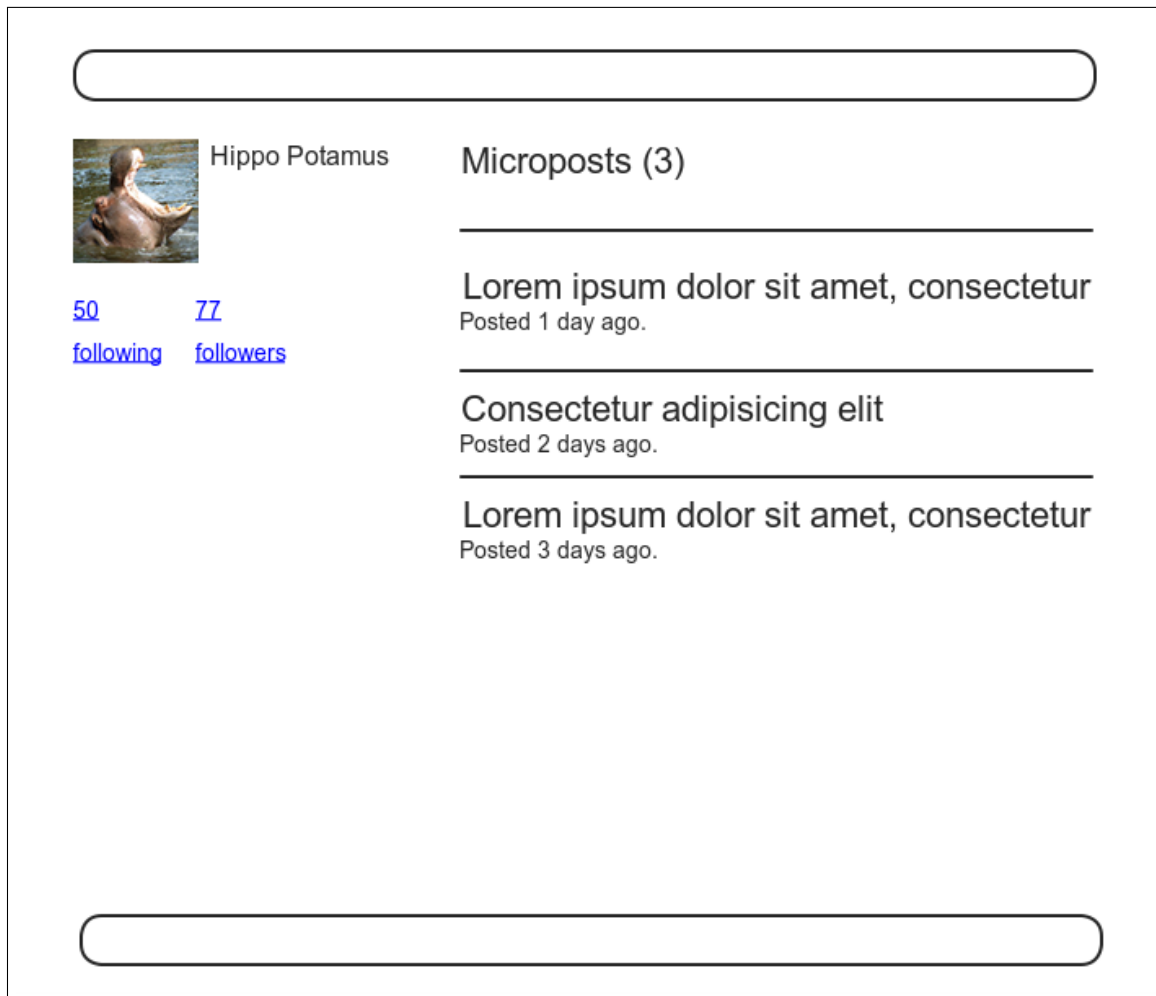 Hippo Potamus
50 77
following followers
Microposts (3)
Lorem ipsum dolor sit amet, consectetur
Posted 1 day ago.
Consectetur adipisicing elit
Posted 2 days ago.
Lorem ipsum dolor sit amet, consectetur
Posted 3 days ago.